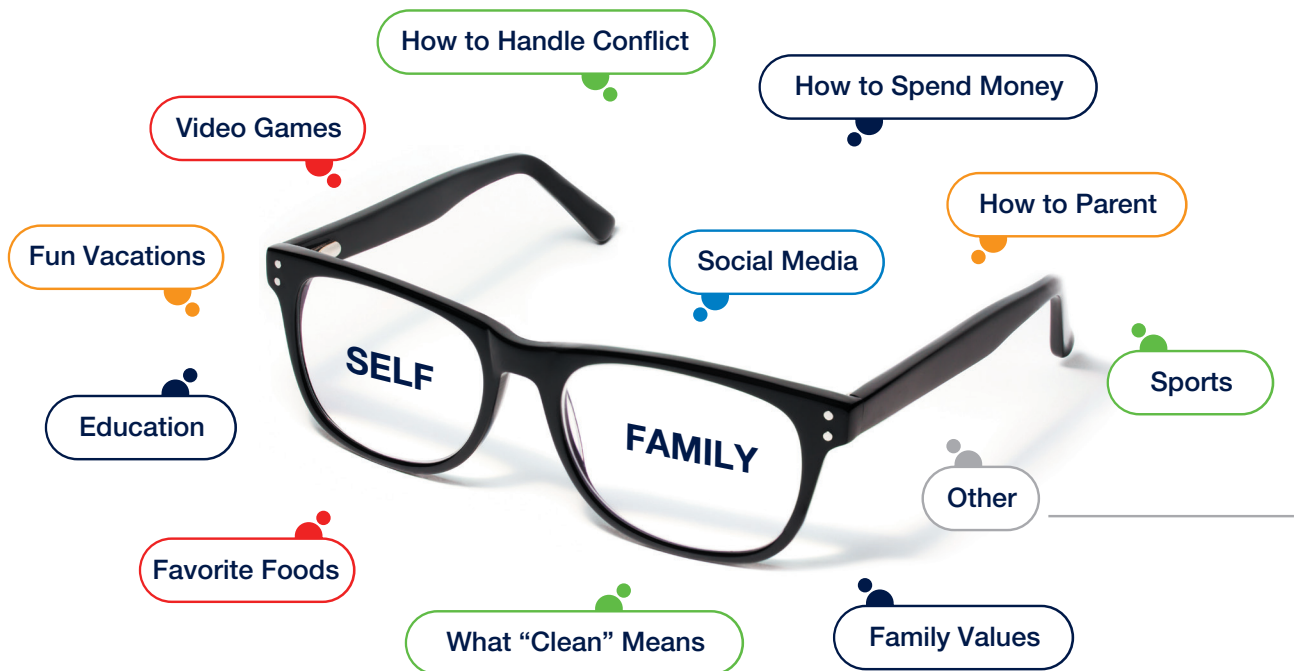 How to Handle Conflict
How to Spend Money
Video Games
How to Parent
Fun Vacations
Social Media
SELF
Sports
Education
FAMILY
Other
Favorite Foods
What “Clean” Means
Family Values